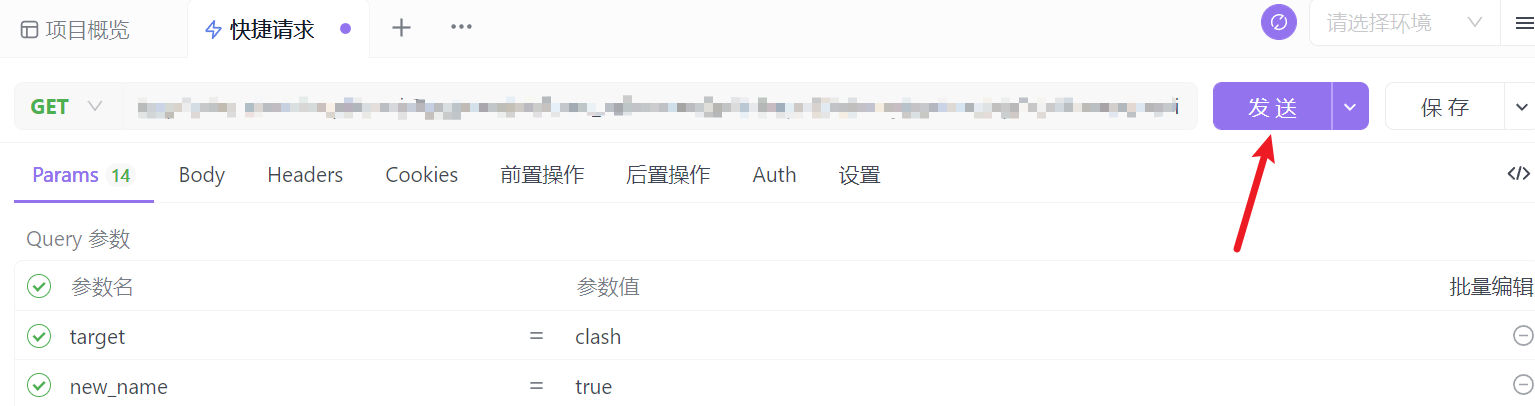 项目概览 快捷请求 请选择环境
GET 发送 保存
Params 14 Body Headers Cookies 前置操作 后置操作 Auth 设置
Query 参数
参数名 参数值 批量编辑
target = clash
new_name = true